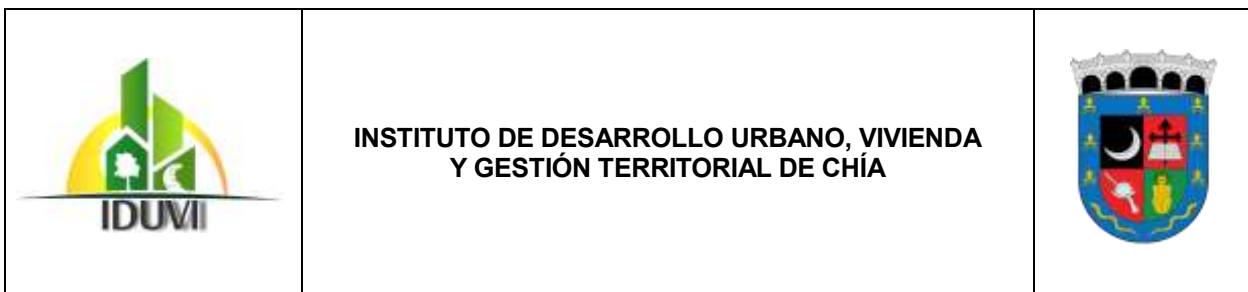 IDUVI
INSTITUTO DE DESARROLLO URBANO, VIVIENDA
Y GESTIÓN TERRITORIAL DE CHÍA